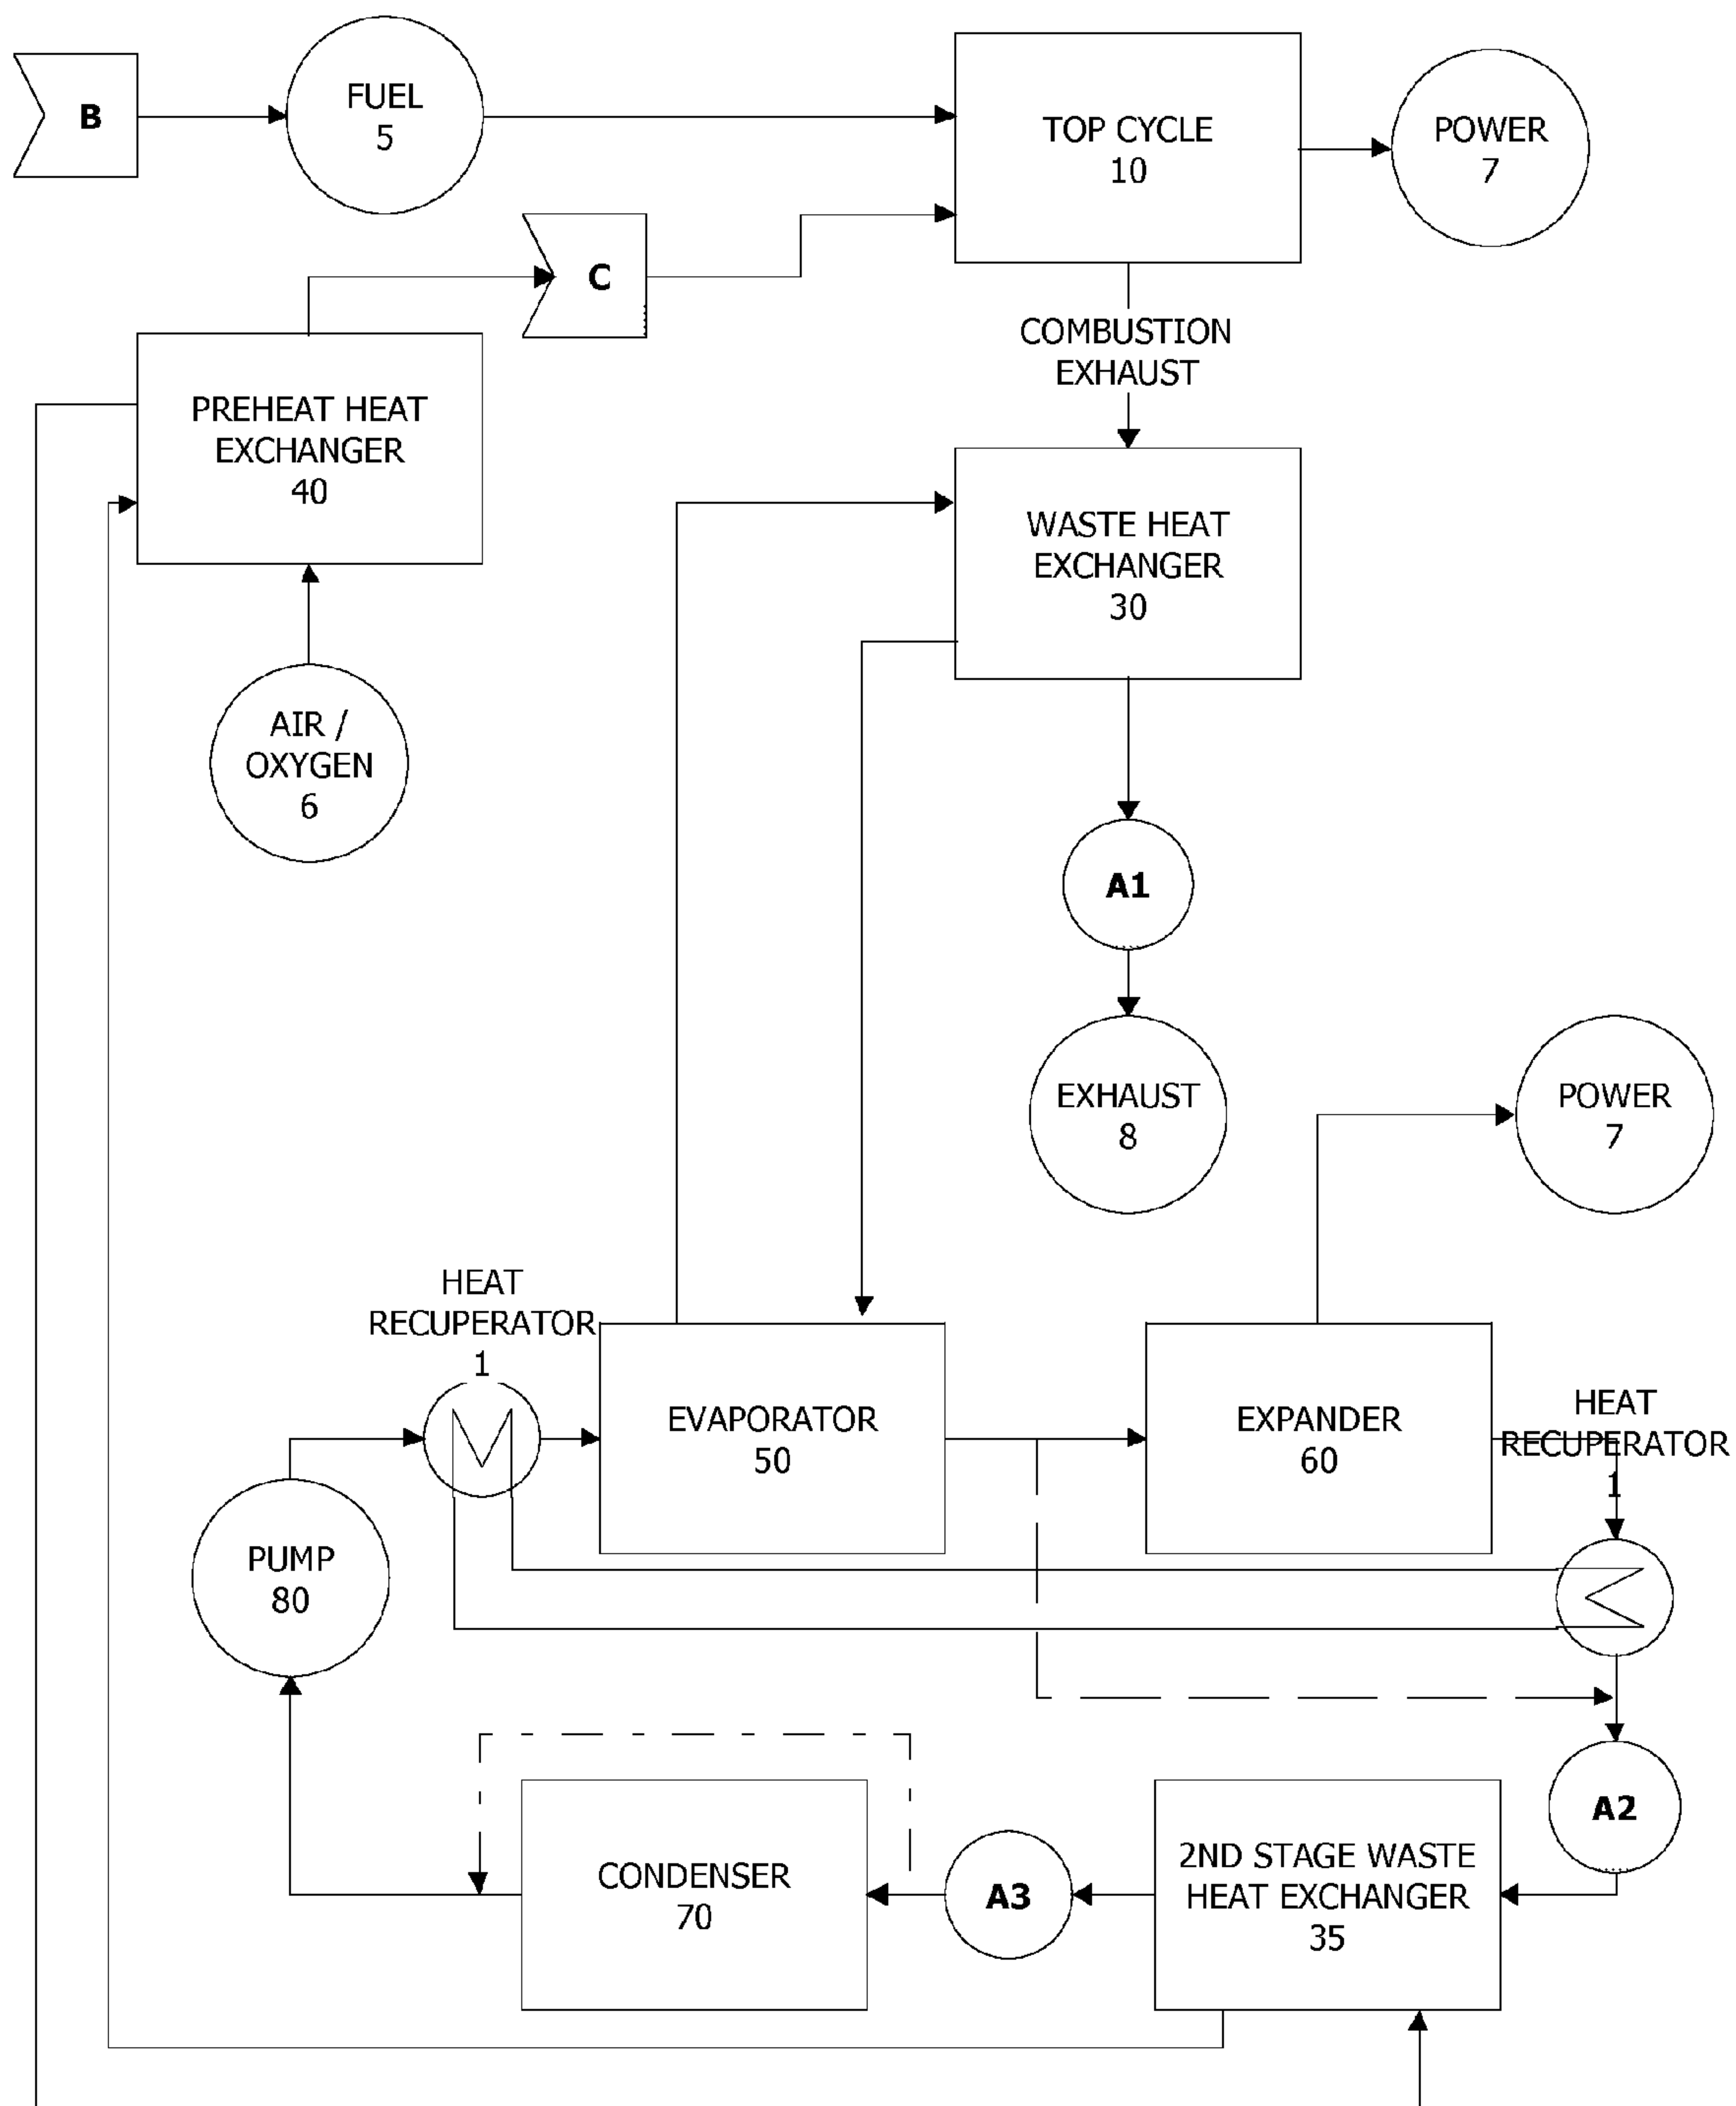 B
FUEL
5
TOP CYCLE
10
POWER
7
C
COMBUSTION
EXHAUST
PREHEAT HEAT
EXCHANGER
40
WASTE HEAT
EXCHANGER
30
AIR /
OXYGEN
6
A1
EXHAUST
8
POWER
7
HEAT
RECUPERATOR
1
EVAPORATOR
50
EXPANDER
60
HEAT
RECUPERATOR
1
PUMP
80
CONDENSER
70
A3
2ND STAGE WASTE
HEAT EXCHANGER
35
A2